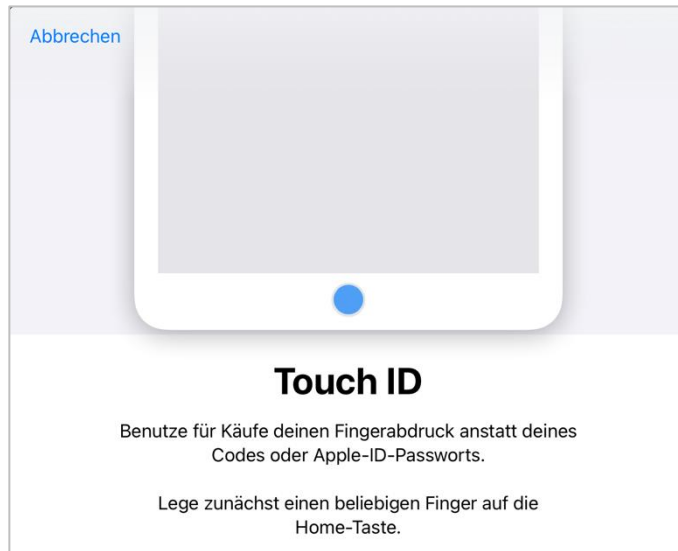 Abbrechen
Touch ID
Benutze für Käufe deinen Fingerabdruck anstatt deines
Codes oder Apple-ID-Passworts.
Lege zunächst einen beliebigen Finger auf die
Home-Taste.